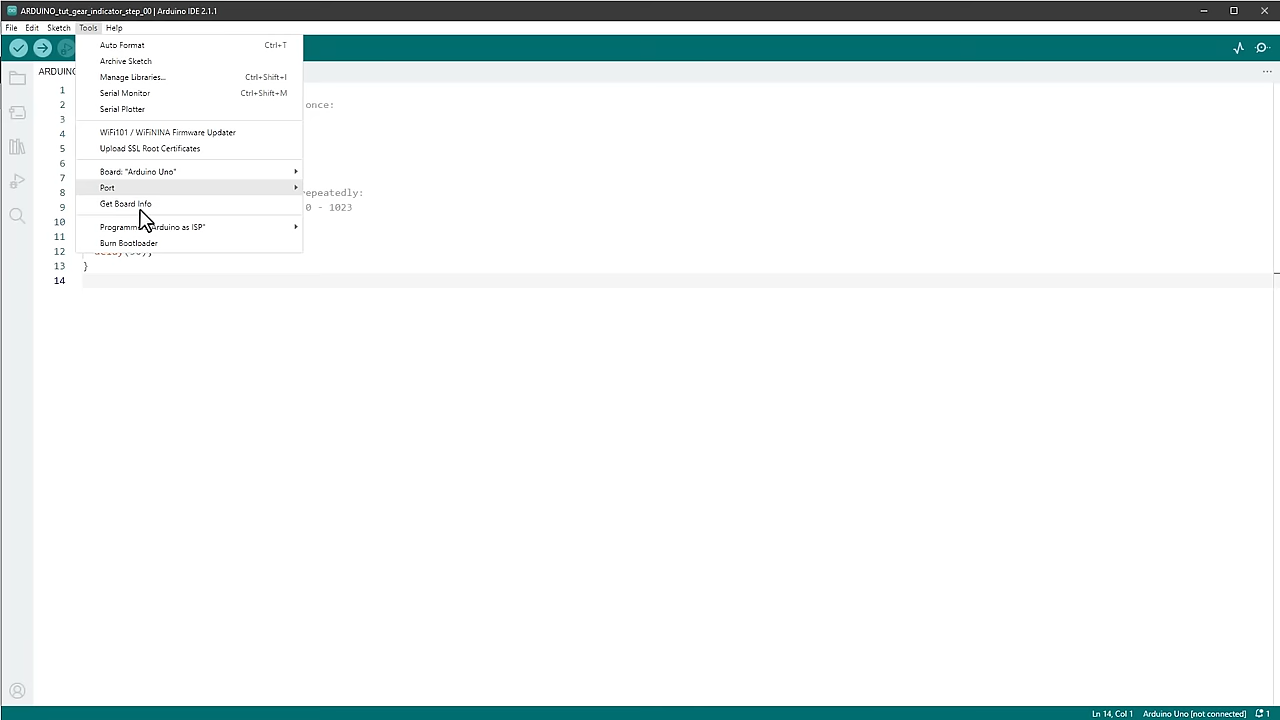 ARDUINO_tut_gear_indicator_step_00 | Arduino IDE 2.1.1
File Edit Sketch Tools Help
Auto Format Ctrl+T
Archive Sketch
Manage Libraries... Ctrl+Shift+I
Serial Monitor Ctrl+Shift+M
Serial Plotter
WiFi101 / WiFiNINA Firmware Updater
Upload SSL Root Certificates
Board: "Arduino Uno"
Port
Get Board Info
"Arduino as ISP"
Burn Bootloader
ARDUINO
1
2 once:
3
4
5
6
7
8 repeatedly:
9 0 - 1023
10
11
12
13 }
14
Ln 14, Col 1 Arduino Uno [not connected] 1